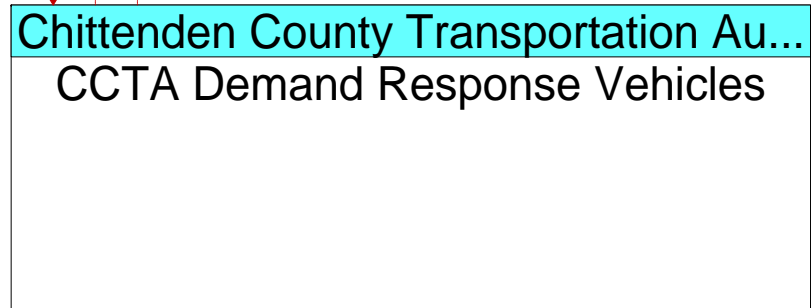 Chittenden County Transportation Au...
CCTA Demand Response Vehicles